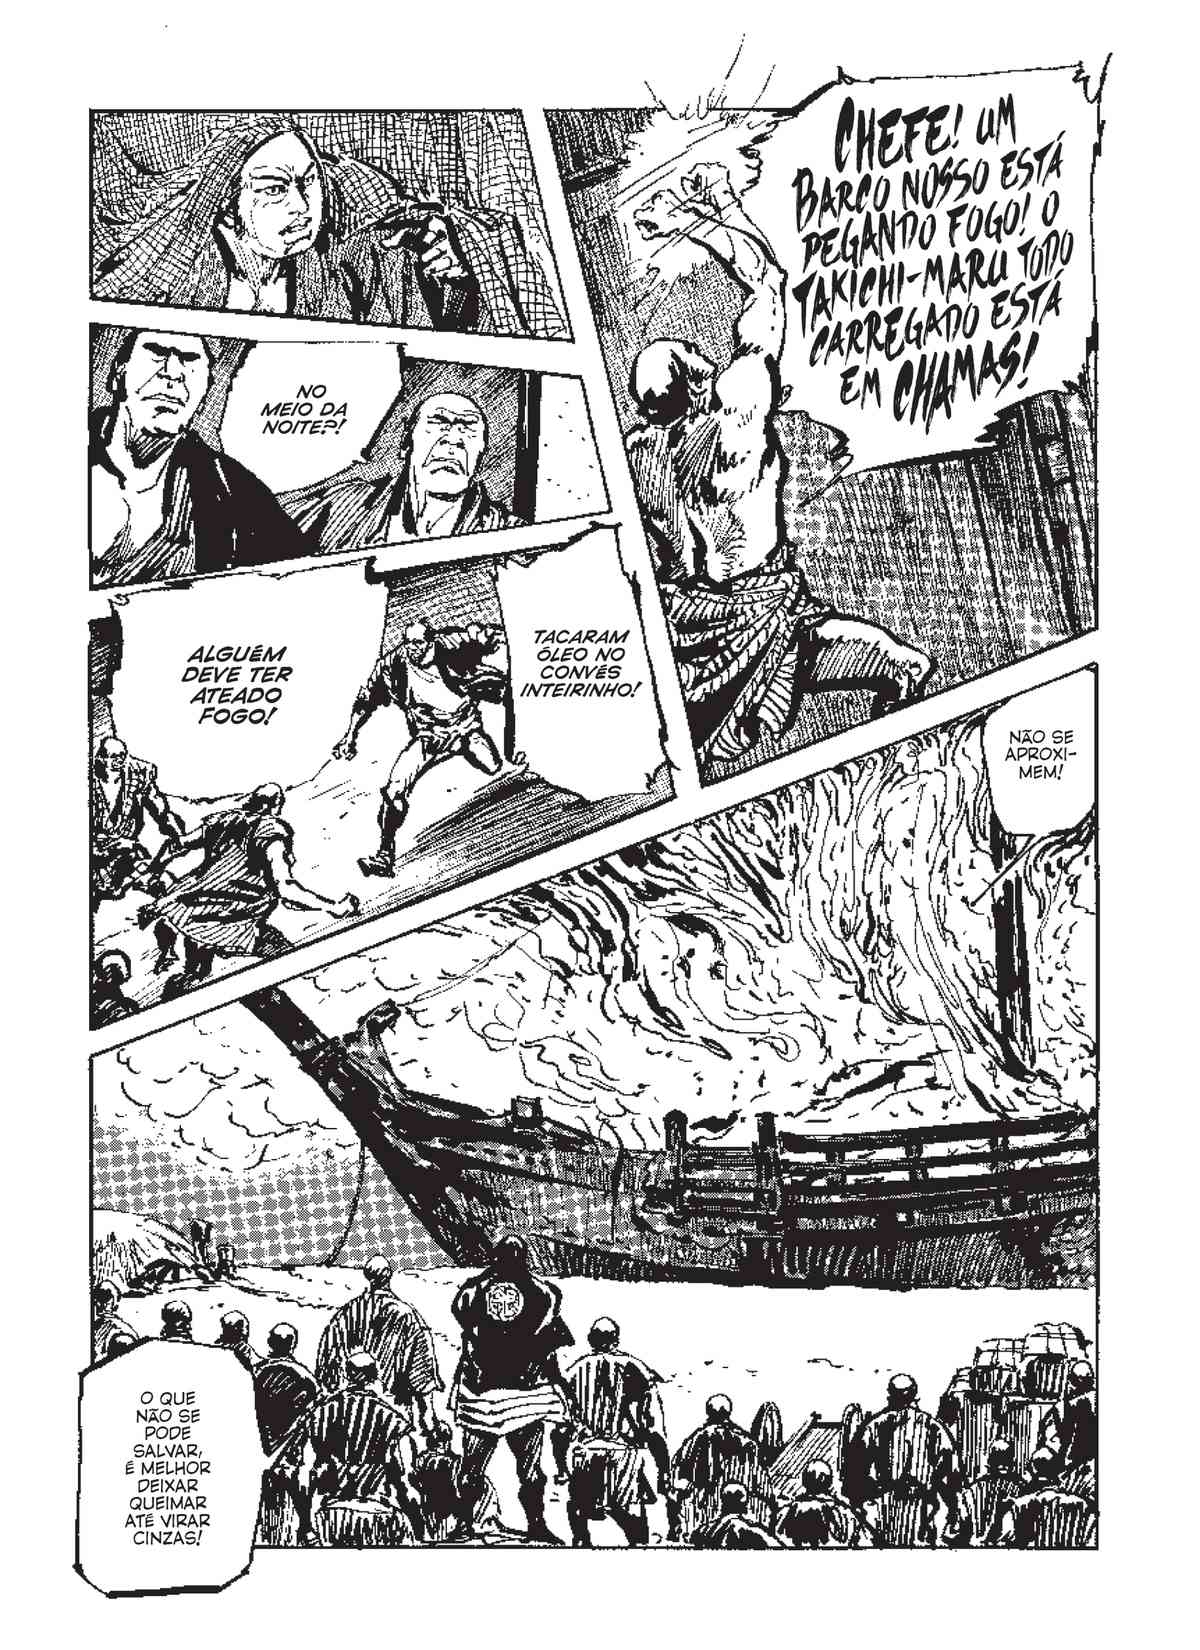 CHEFE! UM
BARCO NOSSO ESTÁ
PEGANDO FOGO! O
TAKICHI-MARU TODO
CARREGADO ESTÁ
EM CHAMAS!
NO
MEIO DA
NOITE?!
TACARAM
ÓLEO NO
CONVÉS
INTEIRINHO!
ALGUÉM
DEVE TER
ATEADO
FOGO!
NÃO SE
APROXI-
MEM!
O QUE
NÃO SE
PODE
SALVAR,
É MELHOR
DEIXAR
QUEIMAR
ATÉ VIRAR
CINZAS!